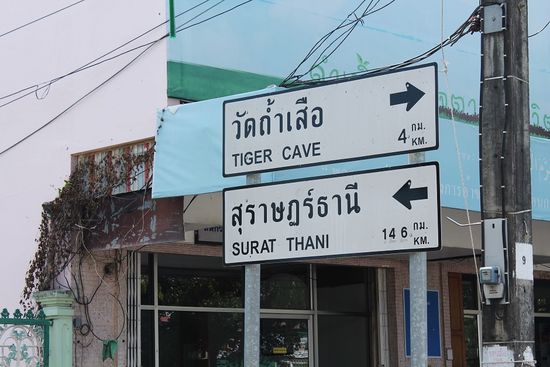 วัดถ้ำเสือ
TIGER CAVE
4 กม.
KM.
สุราษฎร์ธานี
SURAT THANI
146 กม.
KM.
9